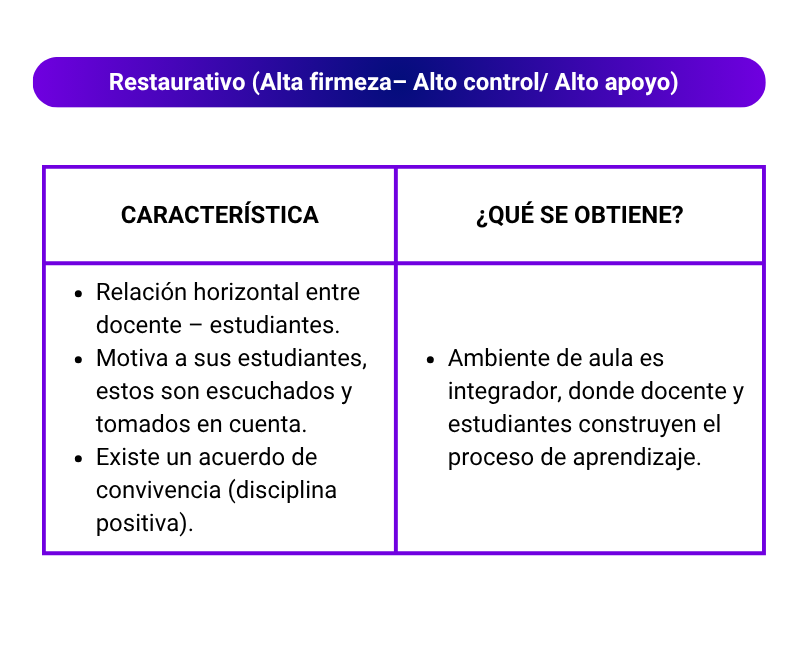 Restaurativo (Alta firmeza– Alto control/ Alto apoyo)
CARACTERÍSTICA
¿QUÉ SE OBTIENE?
• Relación horizontal entre
docente – estudiantes.
• Motiva a sus estudiantes,
estos son escuchados y
tomados en cuenta.
• Existe un acuerdo de
convivencia (disciplina
positiva).
• Ambiente de aula es
integrador, donde docente y
estudiantes construyen el
proceso de aprendizaje.